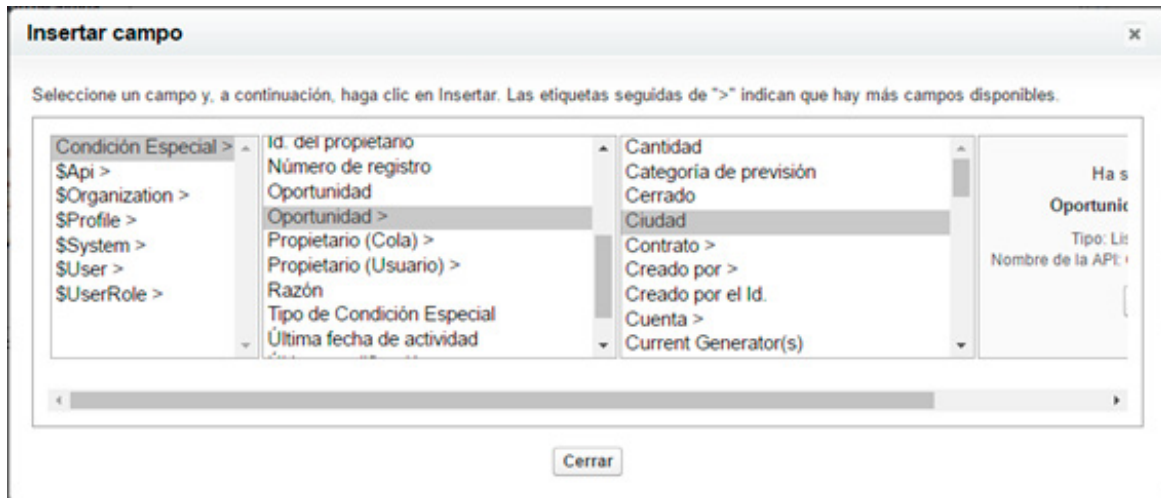 Insertar campo
Seleccione un campo y, a continuación, haga clic en Insertar. Las etiquetas seguidas de ">" indican que hay más campos disponibles.
Condición Especial >
$Api >
$Organization >
$Profile >
$System >
$User >
$UserRole >
Id. del propietario
Número de registro
Oportunidad
Oportunidad >
Propietario (Cola) >
Propietario (Usuario) >
Razón
Tipo de Condición Especial
Última fecha de actividad
Cantidad
Categoría de previsión
Cerrado
Ciudad
Contrato >
Creado por >
Creado por el Id.
Cuenta >
Current Generator(s)
Ha s
Oportunid
Tipo: Lis
Nombre de la API:
Cerrar